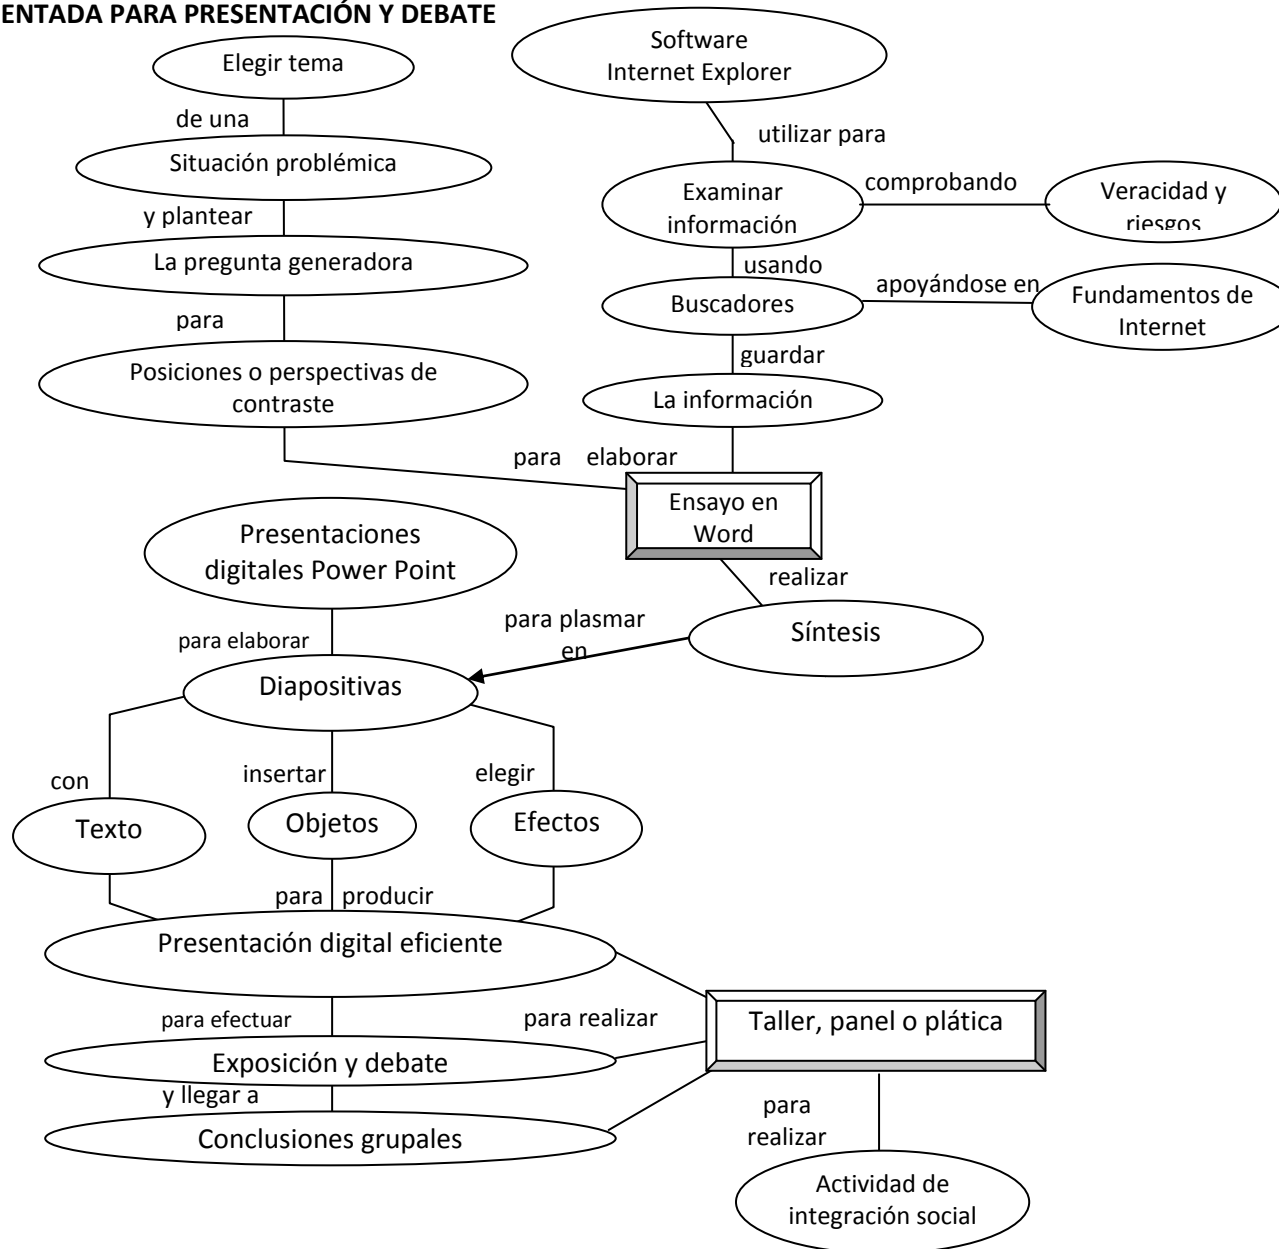 ENTADA PARA PRESENTACIÓN Y DEBATE
Elegir tema
de una
Situación problémica
y plantear
La pregunta generadora
para
Posiciones o perspectivas de
contraste
Software
Internet Explorer
utilizar para
Examinar
información
comprobando
Veracidad y
riesgos
usando
Buscadores
apoyándose en
Fundamentos de
Internet
guardar
La información
para elaborar
Ensayo en
Word
realizar
Síntesis
para plasmar
en
Presentaciones
digitales Power Point
para elaborar
Diapositivas
con
insertar
elegir
Texto
Objetos
Efectos
para producir
Presentación digital eficiente
para efectuar
para realizar
Taller, panel o plática
Exposición y debate
y llegar a
Conclusiones grupales
para
realizar
Actividad de
integración social